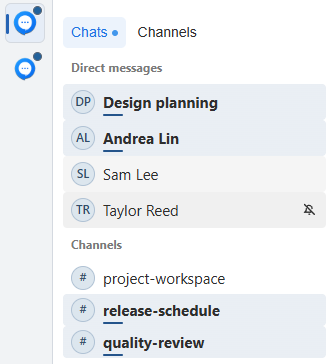 Chats Channels
Direct messages
DP Design planning
AL Andrea Lin
SL Sam Lee
TR Taylor Reed
Channels
# project-workspace
# release-schedule
# quality-review